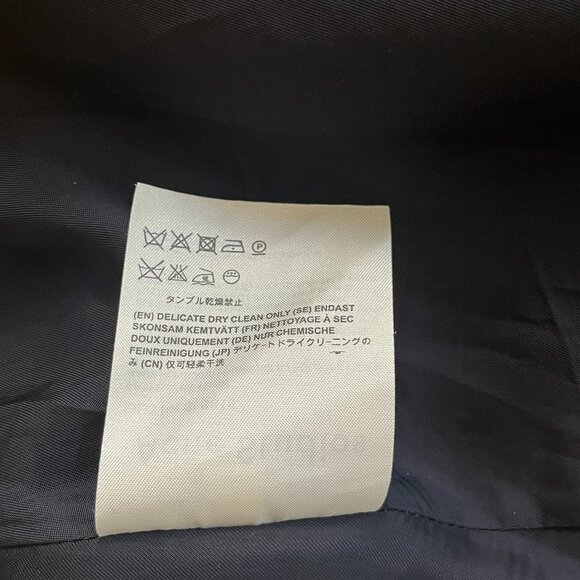 P
タンブル乾燥禁止
(EN) DELICATE DRY CLEAN ONLY (SE) ENDAST
SKONSAM KEMTVÄTT (FR) NETTOYAGE À SEC
DOUX UNIQUEMENT (DE) NUR CHEMISCHE
FEINREINIGUNG (JP) デリケートドライクリーニングの
み (CN) 仅可轻柔干洗